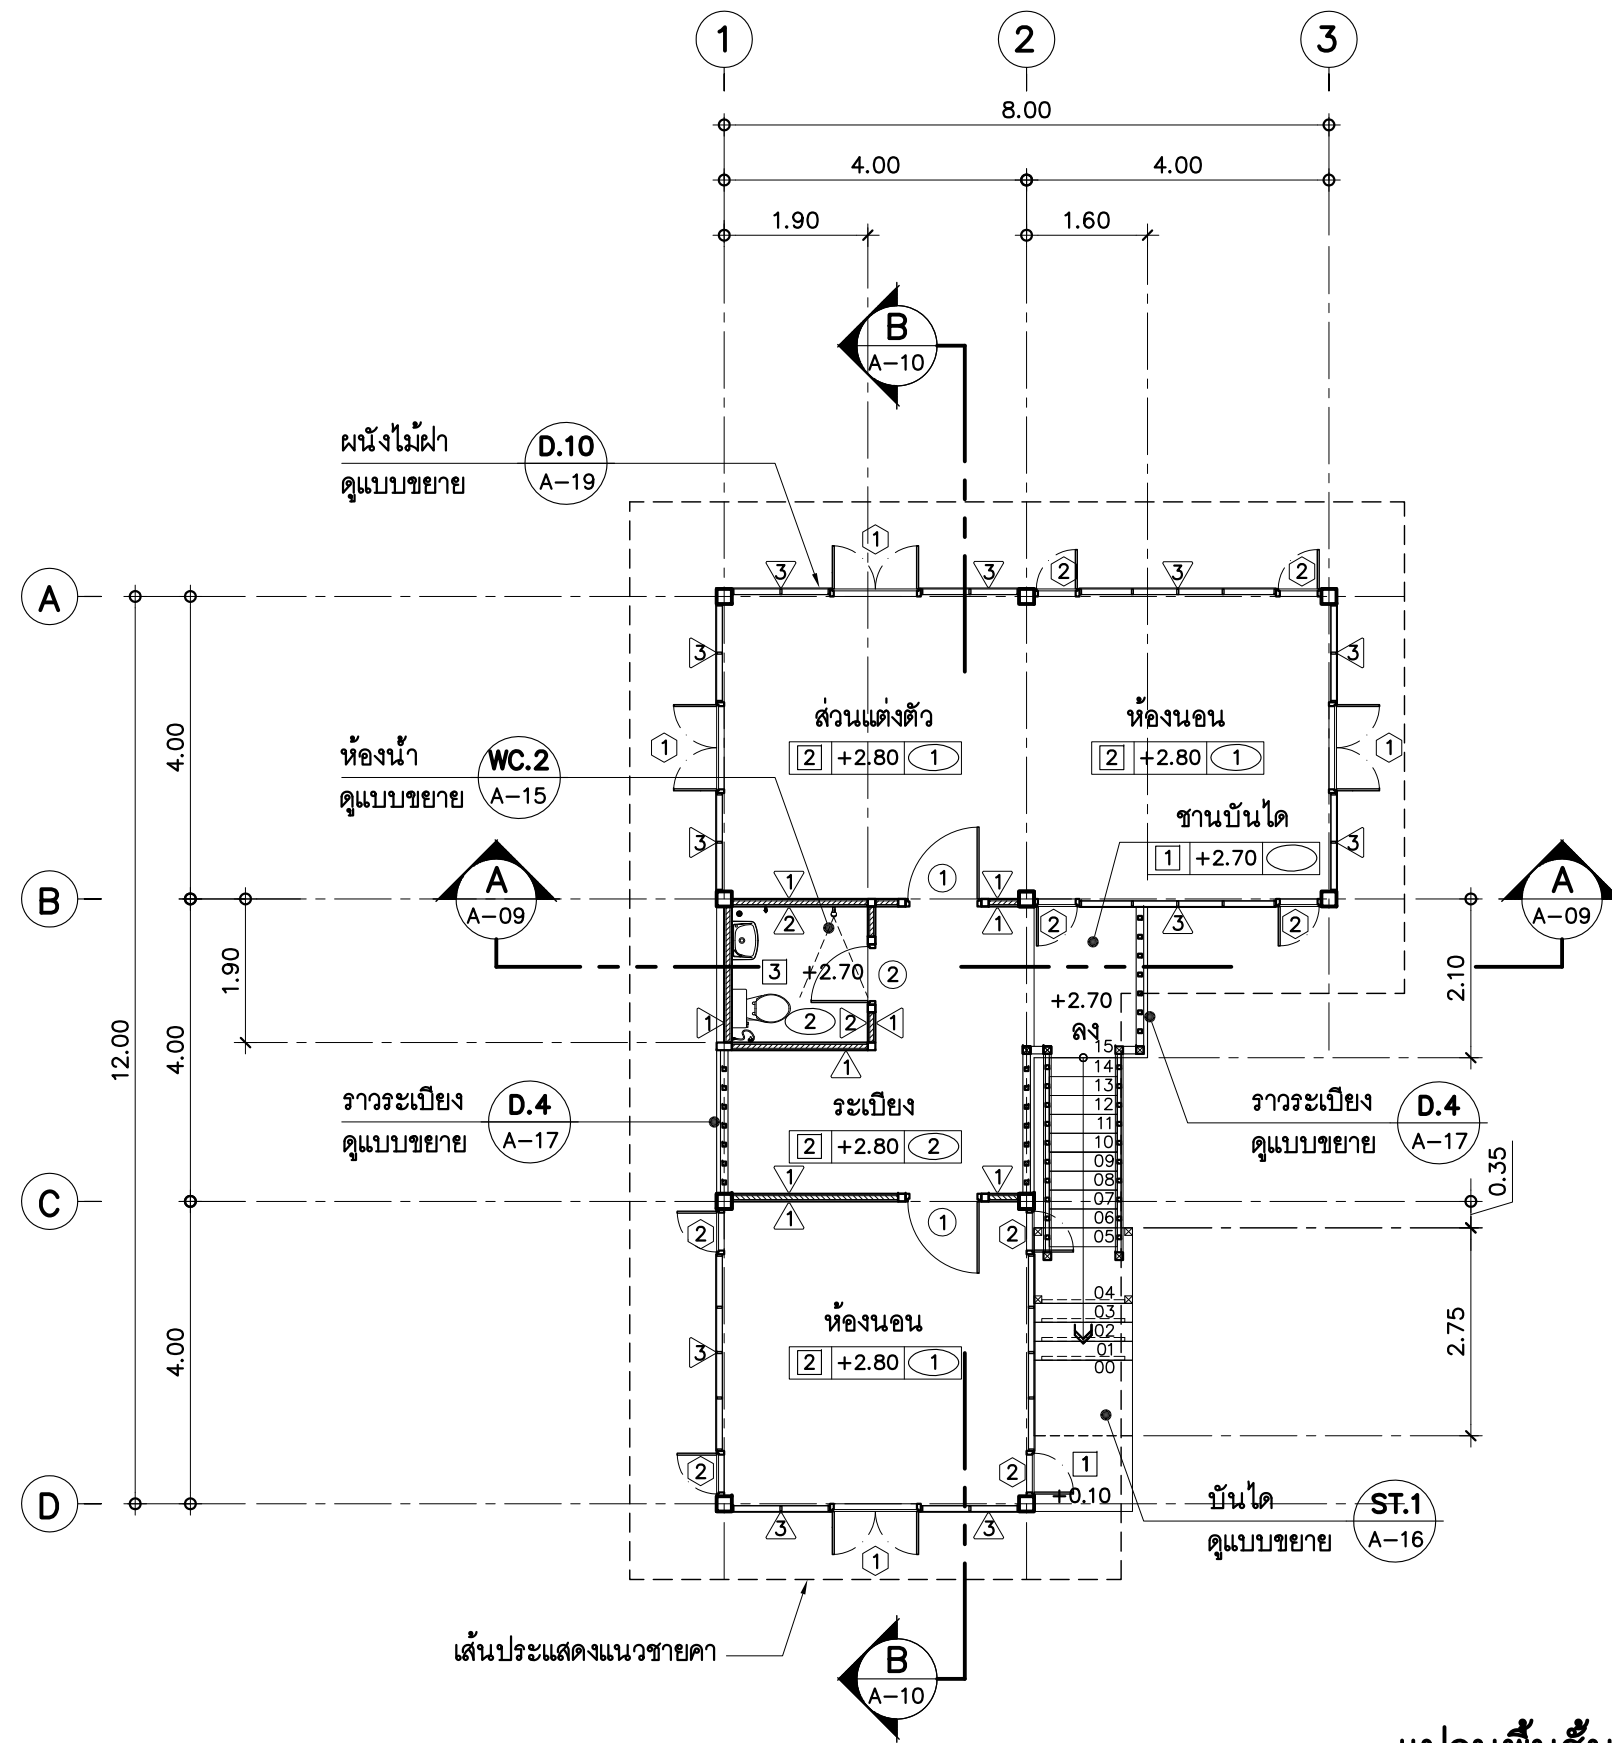 1 2 3
8.00
4.00 4.00
1.90 1.60
B
A-10
ผนังไม้ฝา
ดูแบบขยาย
D.10
A-19
1
3 3 2 3 2
A
3 3
4.00
ส่วนแต่งตัว
2 +2.80 1
ห้องนอน
2 +2.80 1
1 1
ห้องน้ำ
ดูแบบขยาย
WC.2
A-15
ชานบันได
1 +2.70
3 3
A
A-09
1 1 1
B
2 1 2 3 2
A
A-09
1.90
3 +2.70 2
2.10
+2.70
ลง
1 2 2 1
12.00
4.00
1
15
14
13
12
11
10
09
08
07
06
05
04
03
02
01
00
ราวระเบียง
ดูแบบขยาย
D.4
A-17
ระเบียง
2 +2.80 2
ราวระเบียง
ดูแบบขยาย
D.4
A-17
0.35
1 1
C
1 1
2 2
4.00
ห้องนอน
2 +2.80 1
3
2.75
2 2 1
+0.10
D
3 3
1
บันได
ดูแบบขยาย
ST.1
A-16
เส้นประแสดงแนวชายคา
B
A-10